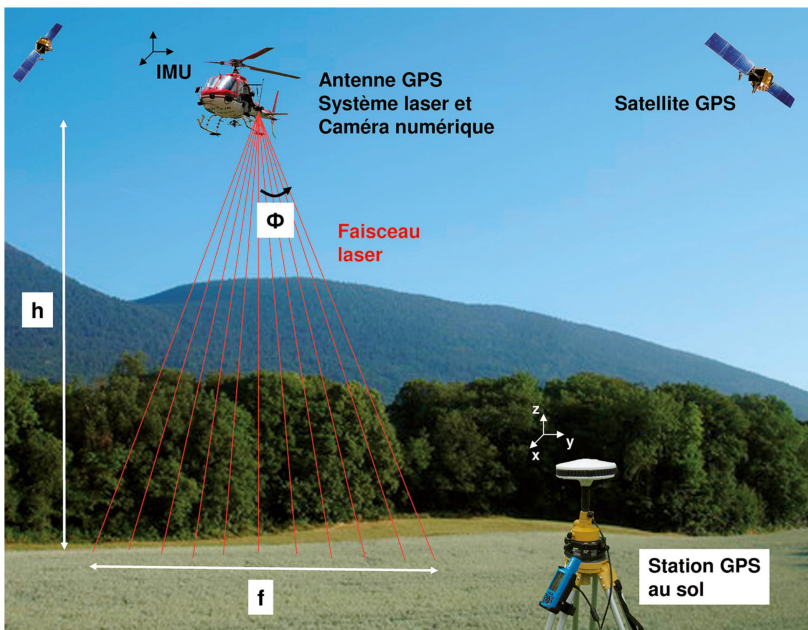 IMU
Antenne GPS
Système laser et
Caméra numérique
Satellite GPS
Φ
Faisceau
laser
h
z
y
x
f
Station GPS
au sol